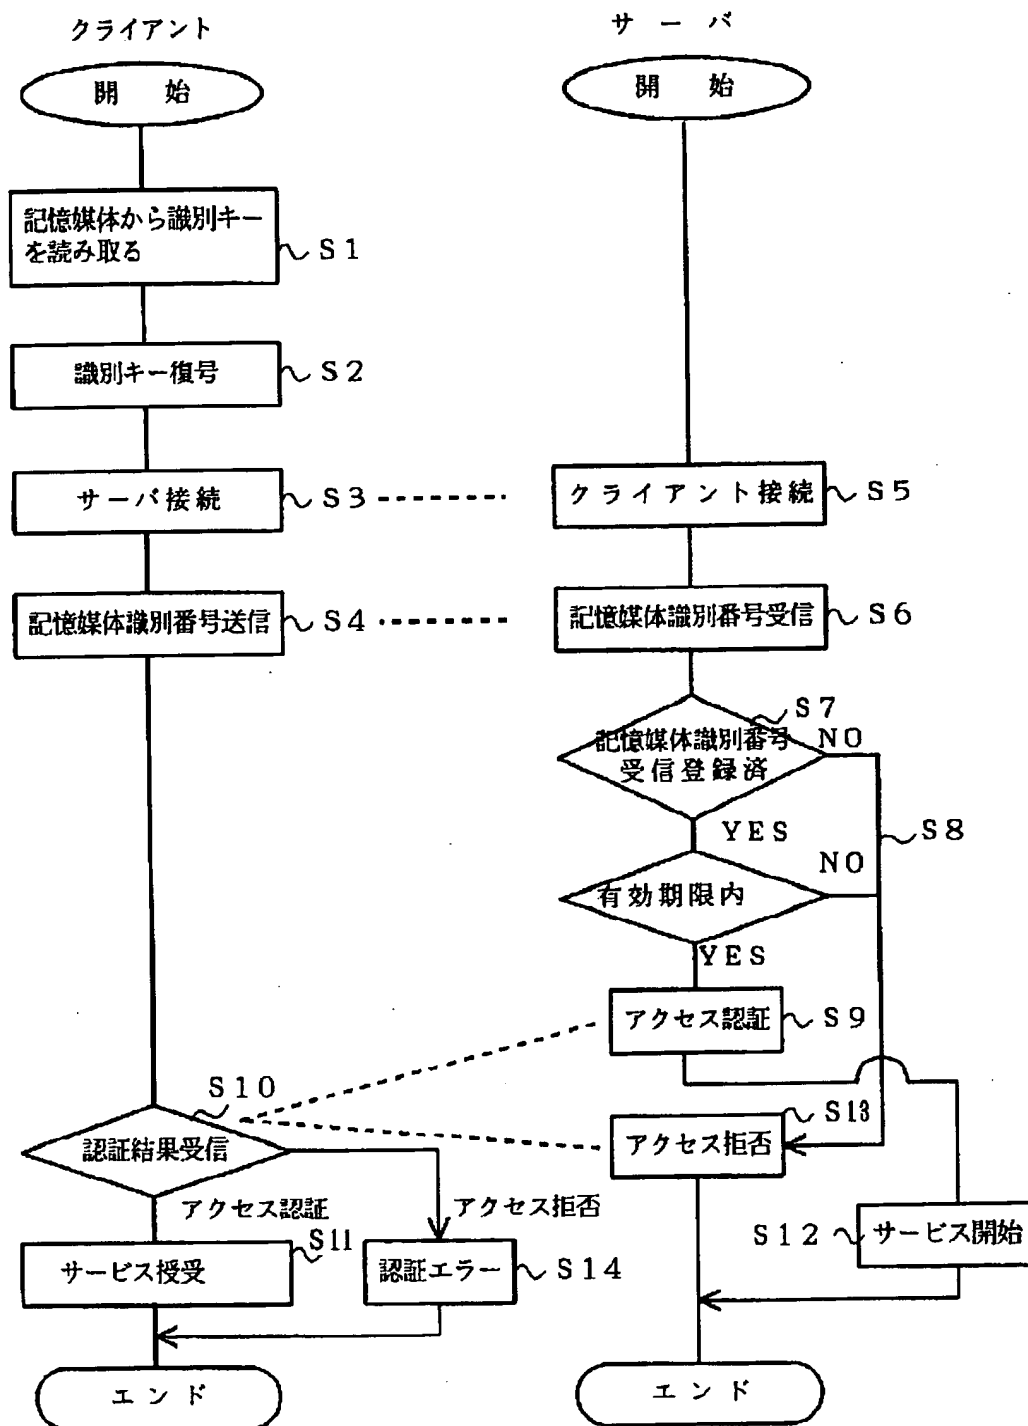 クライアント
開　始
記憶媒体から識別キー
を読み取る
S1
識別キー復号
S2
サーバ接続
S3
記憶媒体識別番号送信
S4
S10
認証結果受信
アクセス認証
アクセス拒否
S11
サービス授受
認証エラー
S14
エンド
サーバ
開　始
クライアント接続
S5
記憶媒体識別番号受信
S6
S7
記憶媒体識別番号
受信登録済
NO
YES
S8
NO
有効期限内
YES
アクセス認証
S9
S13
アクセス拒否
S12
サービス開始
エンド